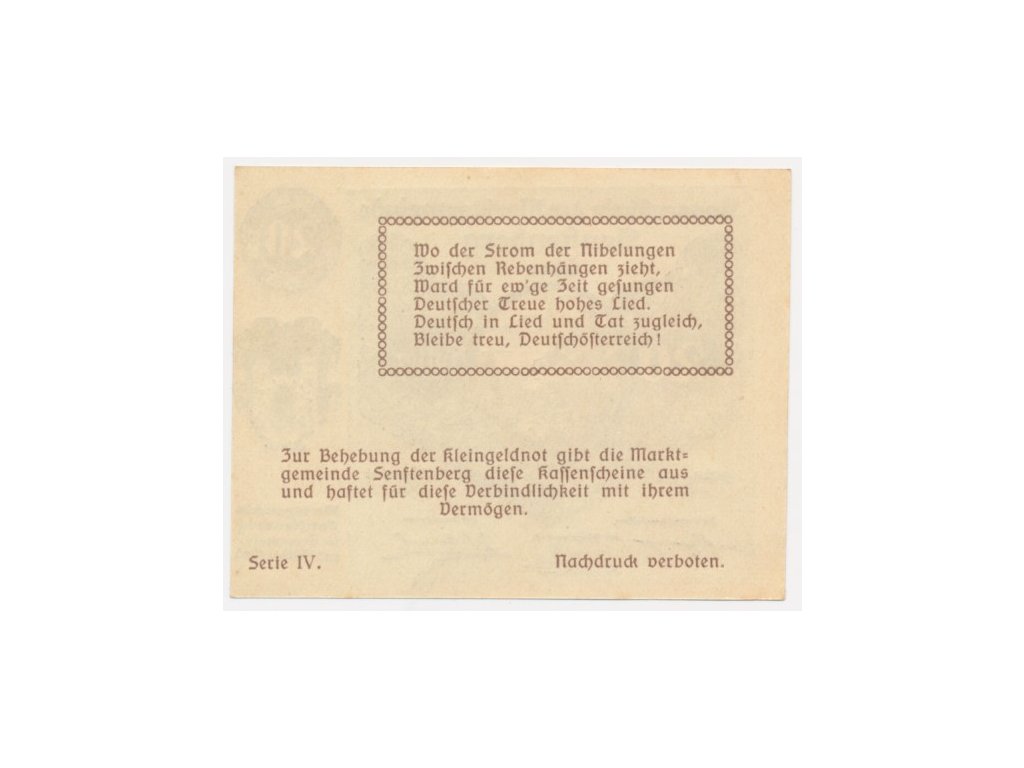 Wo der Strom der Nibelungen
Zwiſchen Rebenhängen zieht,
Ward für ew'ge Zeit geſungen
Deutſcher Treue hohes Lied.
Deutſch in Lied und Tat zugleich,
Bleibe treu, Deutſchöſterreich!
Zur Behebung der Kleingeldnot gibt die Markt=
gemeinde Senftenberg dieſe Kaſſenſcheine aus
und haftet für dieſe Verbindlichkeit mit ihrem
Vermögen.
Serie IV.
Nachdruck verboten.